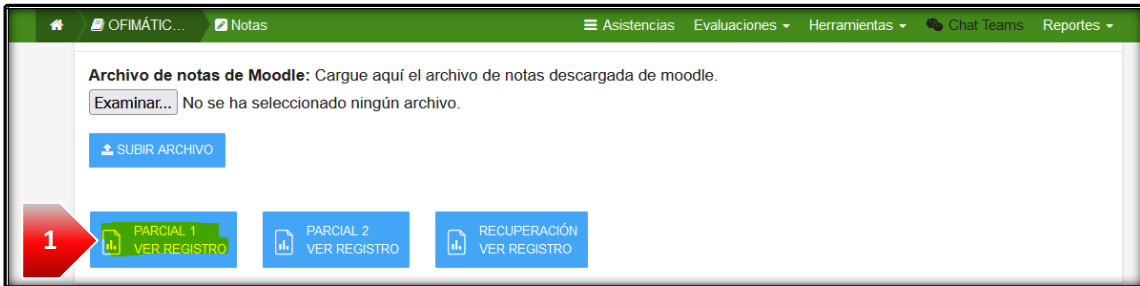 OFIMÁTIC... Notas Asistencias Evaluaciones Herramientas Chat Teams Reportes
Archivo de notas de Moodle: Cargue aquí el archivo de notas descargada de moodle.
Examinar... No se ha seleccionado ningún archivo.
SUBIR ARCHIVO
1
PARCIAL 1
VER REGISTRO
PARCIAL 2
VER REGISTRO
RECUPERACIÓN
VER REGISTRO